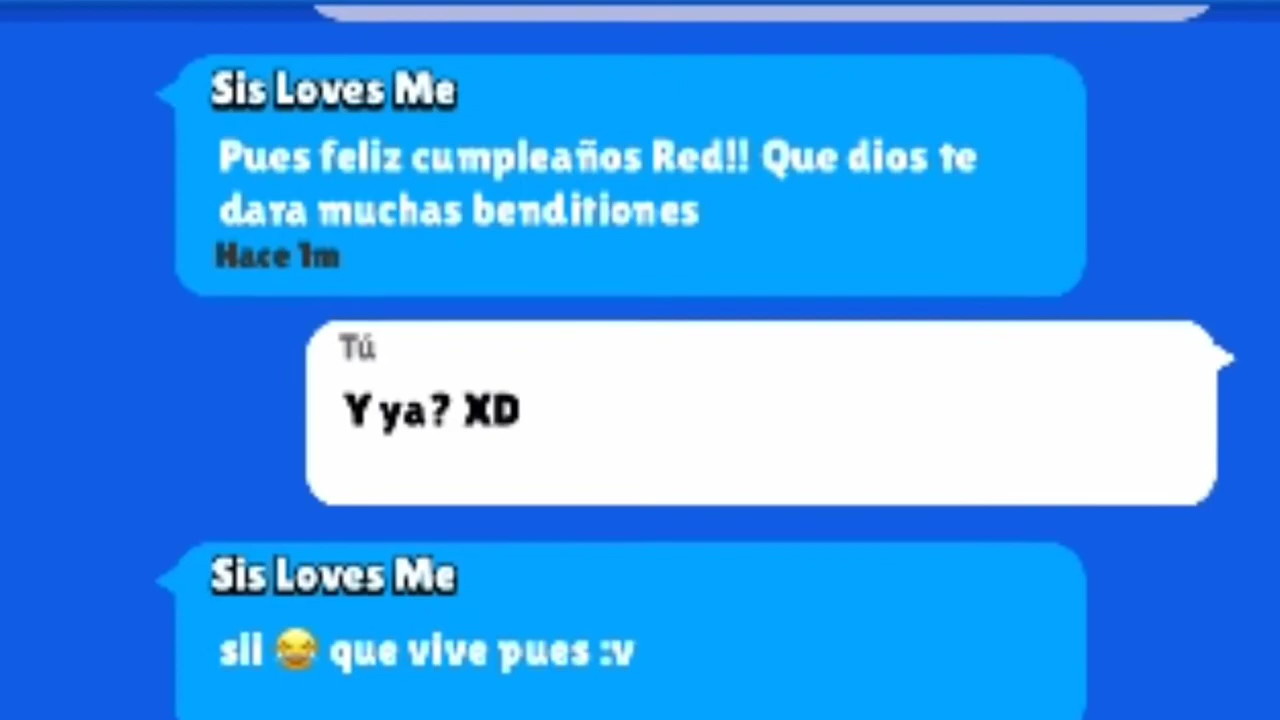 Sis Loves Me
Pues feliz cumpleaños Red!! Que dios te
dara muchas benditiones
Hace 1m
Tú
Y ya? XD
Sis Loves Me
sii 😂 que vive pues :v